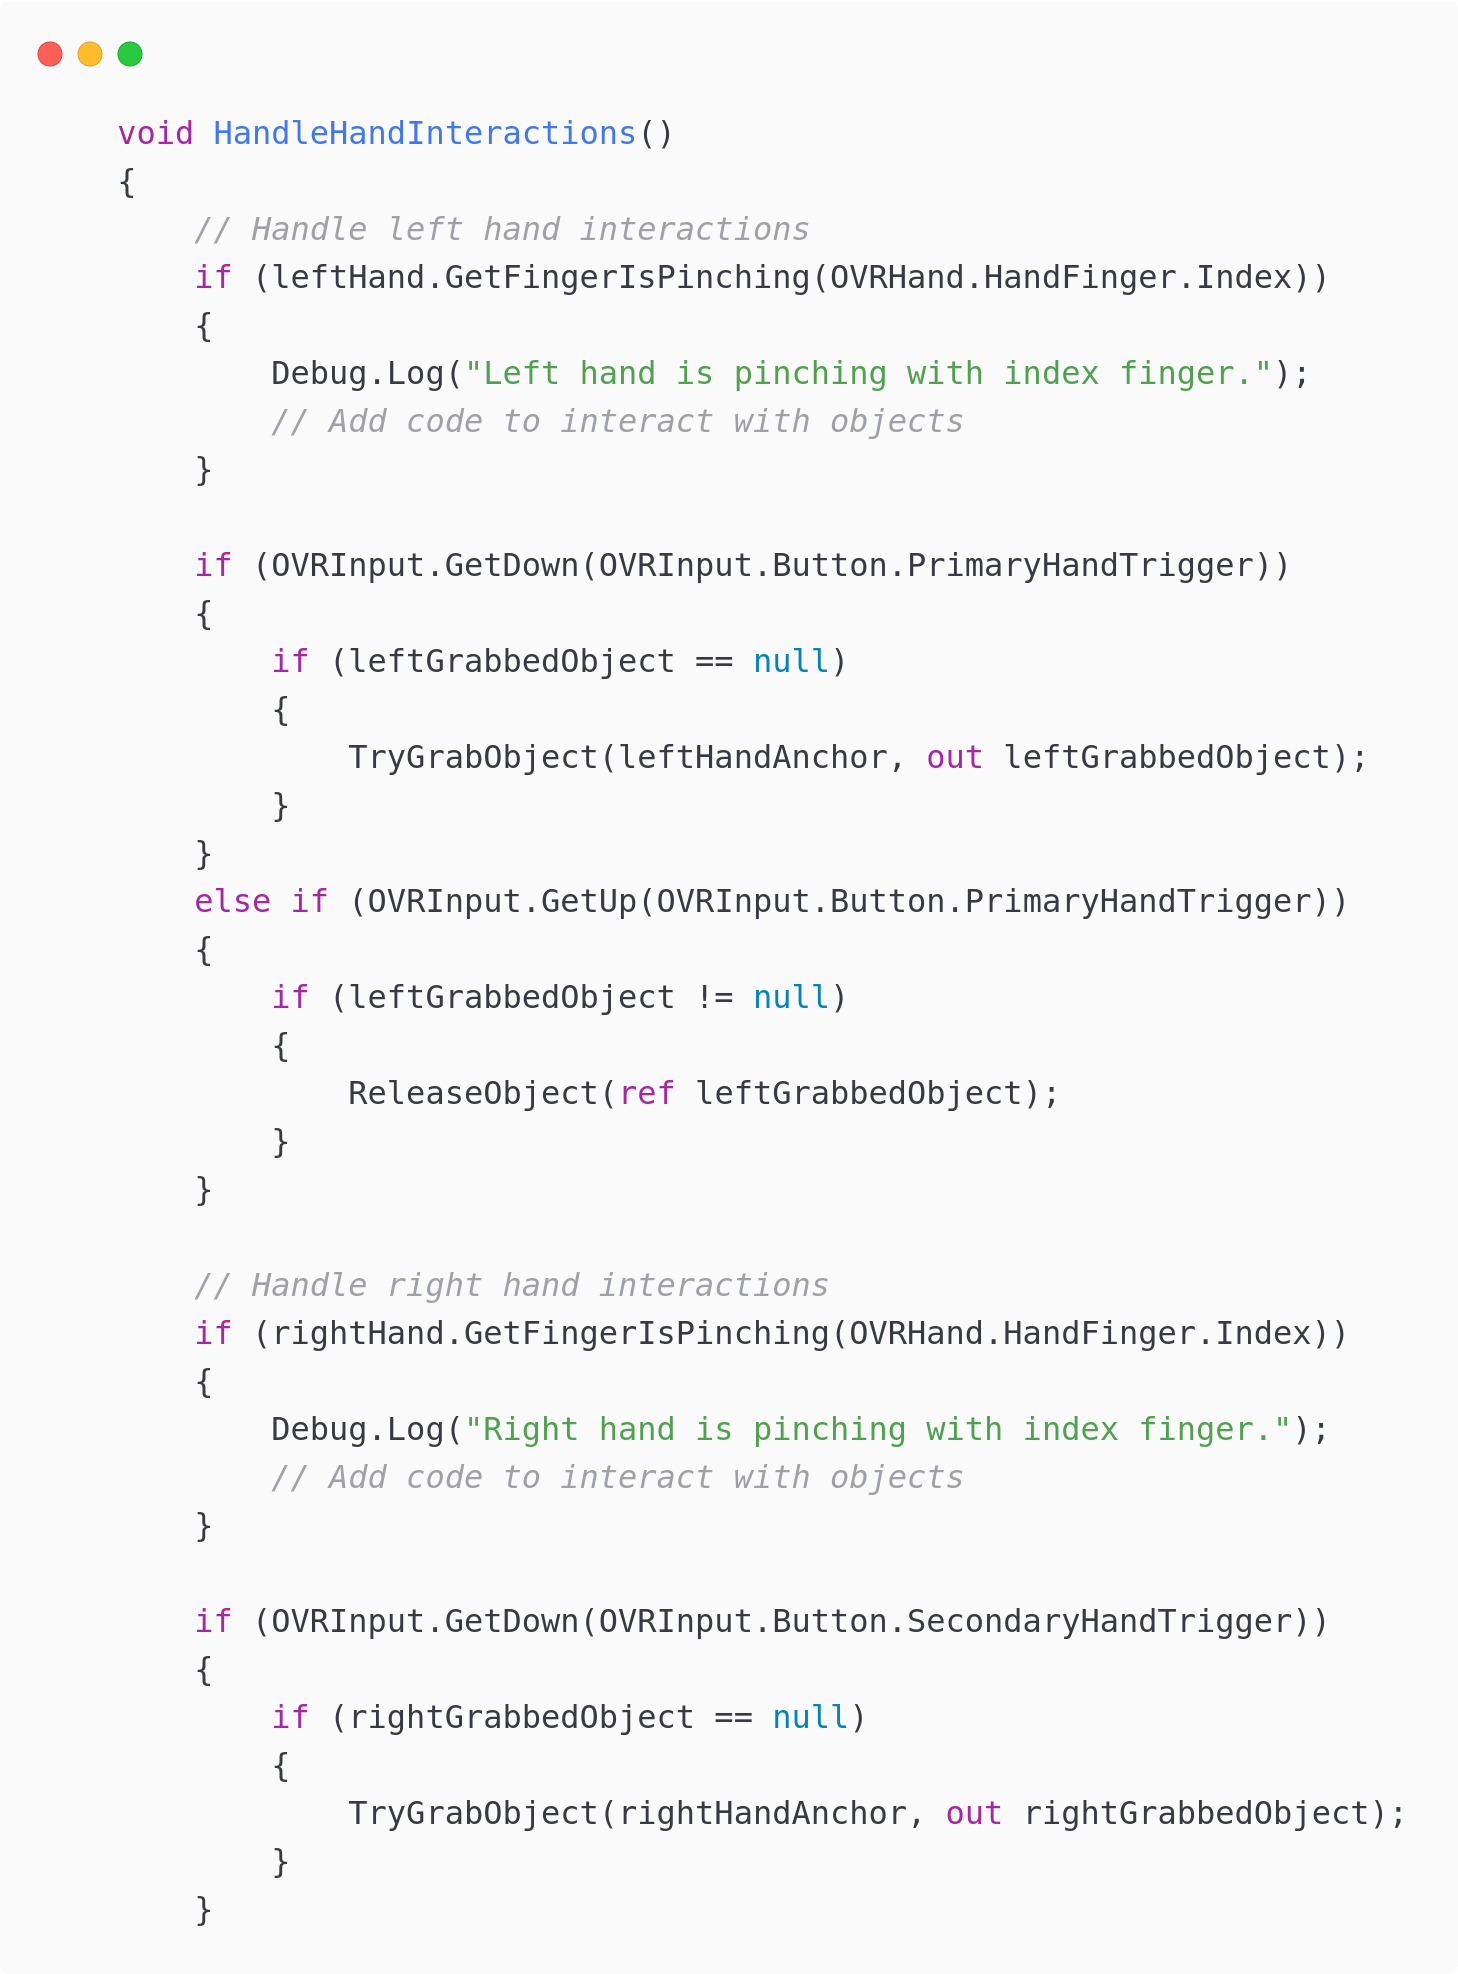 void HandleHandInteractions()
{
    // Handle left hand interactions
    if (leftHand.GetFingerIsPinching(OVRHand.HandFinger.Index))
    {
        Debug.Log("Left hand is pinching with index finger.");
        // Add code to interact with objects
    }

    if (OVRInput.GetDown(OVRInput.Button.PrimaryHandTrigger))
    {
        if (leftGrabbedObject == null)
        {
            TryGrabObject(leftHandAnchor, out leftGrabbedObject);
        }
    }
    else if (OVRInput.GetUp(OVRInput.Button.PrimaryHandTrigger))
    {
        if (leftGrabbedObject != null)
        {
            ReleaseObject(ref leftGrabbedObject);
        }
    }

    // Handle right hand interactions
    if (rightHand.GetFingerIsPinching(OVRHand.HandFinger.Index))
    {
        Debug.Log("Right hand is pinching with index finger.");
        // Add code to interact with objects
    }

    if (OVRInput.GetDown(OVRInput.Button.SecondaryHandTrigger))
    {
        if (rightGrabbedObject == null)
        {
            TryGrabObject(rightHandAnchor, out rightGrabbedObject);
        }
    }